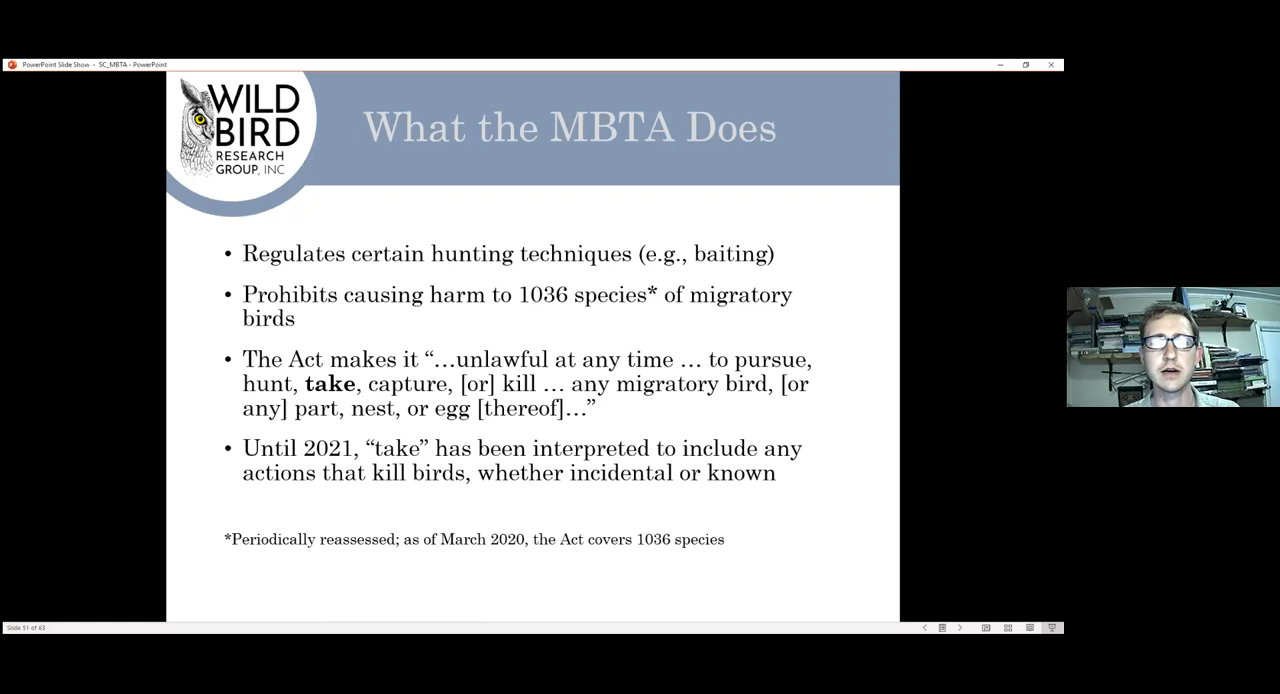 PowerPoint Slide Show - SC_MBTA - PowerPoint
WILD
BIRD
RESEARCH
GROUP, INC
What the MBTA Does
• Regulates certain hunting techniques (e.g., baiting)
• Prohibits causing harm to 1036 species* of migratory
birds
• The Act makes it “…unlawful at any time … to pursue,
hunt, take, capture, [or] kill … any migratory bird, [or
any] part, nest, or egg [thereof]…”
• Until 2021, “take” has been interpreted to include any
actions that kill birds, whether incidental or known
*Periodically reassessed; as of March 2020, the Act covers 1036 species
Slide 51 of 63